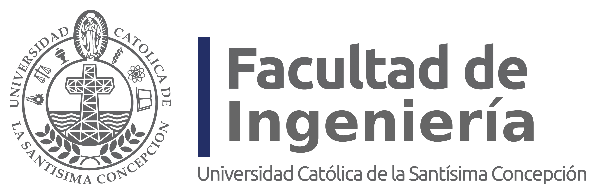 UNIVERSIDAD CATOLICA DE
LA SANTISIMA CONCEPCION
Facultad de
Ingeniería
Universidad Católica de la Santísima Concepción